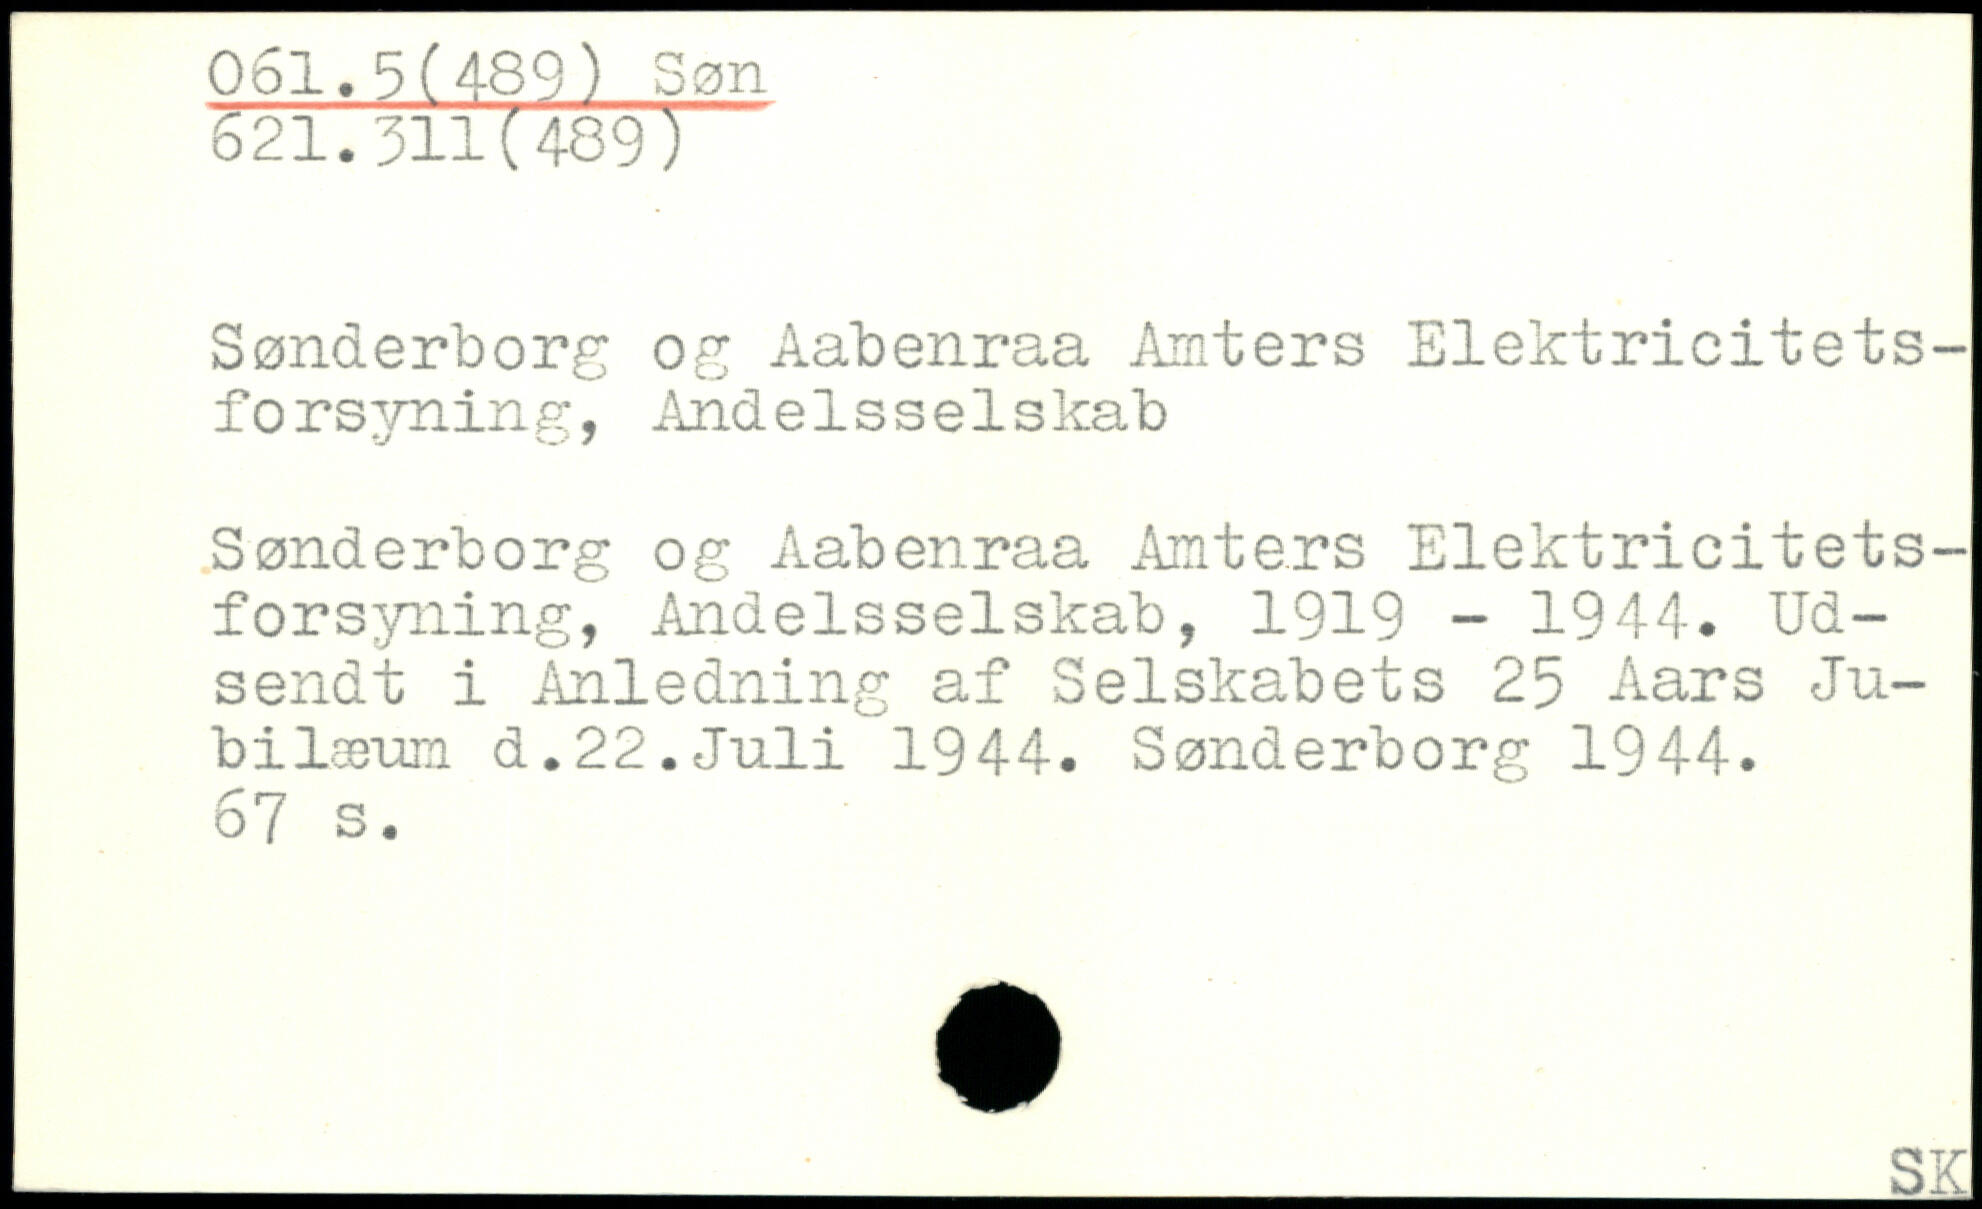 061.5(489) Søn
621.311(489)
Sønderborg og Aabenraa Amters Elektricitets-
forsyning, Andelsselskab
Sønderborg og Aabenraa Amters Elektricitets-
forsyning, Andelsselskab, 1919 - 1944. Ud-
sendt i Anledning af Selskabets 25 Aars Ju-
bilæum d.22.Juli 1944. Sønderborg 1944.
67 s.
SK